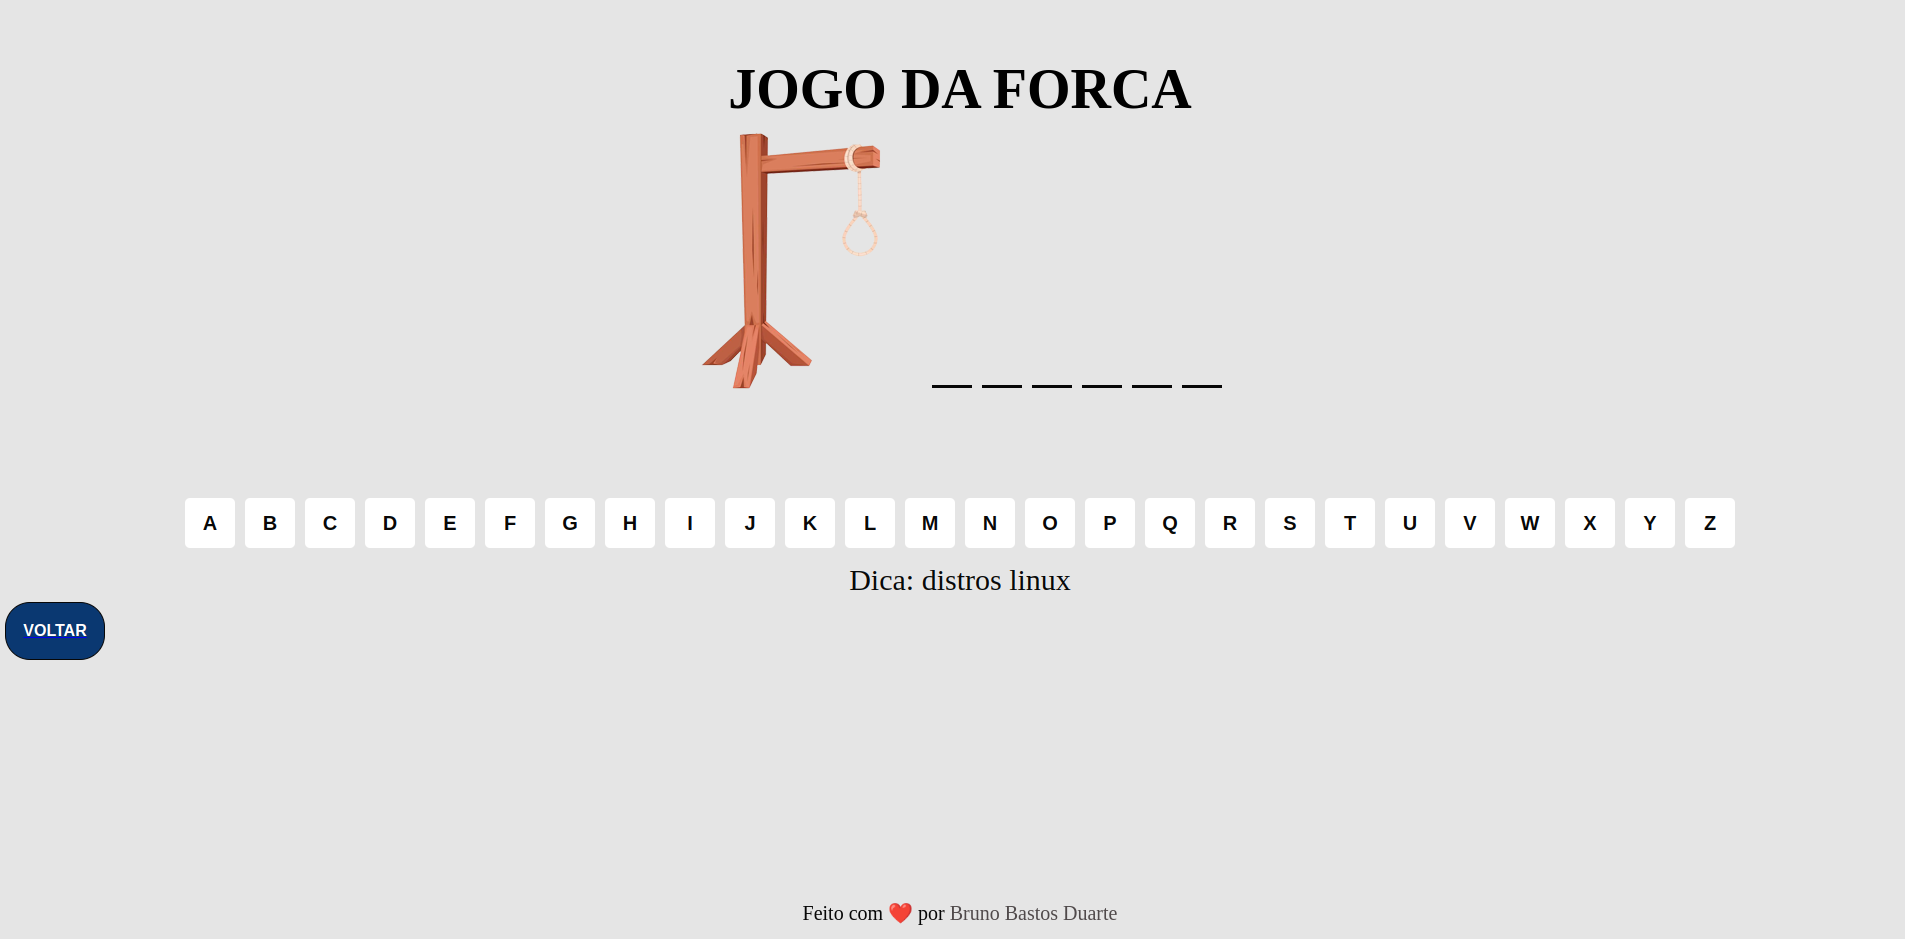 JOGO DA FORCA
A B C D E F G H I J K L M N O P Q R S T U V W X Y Z
Dica: distros linux
VOLTAR
Feito com ❤️ por Bruno Bastos Duarte